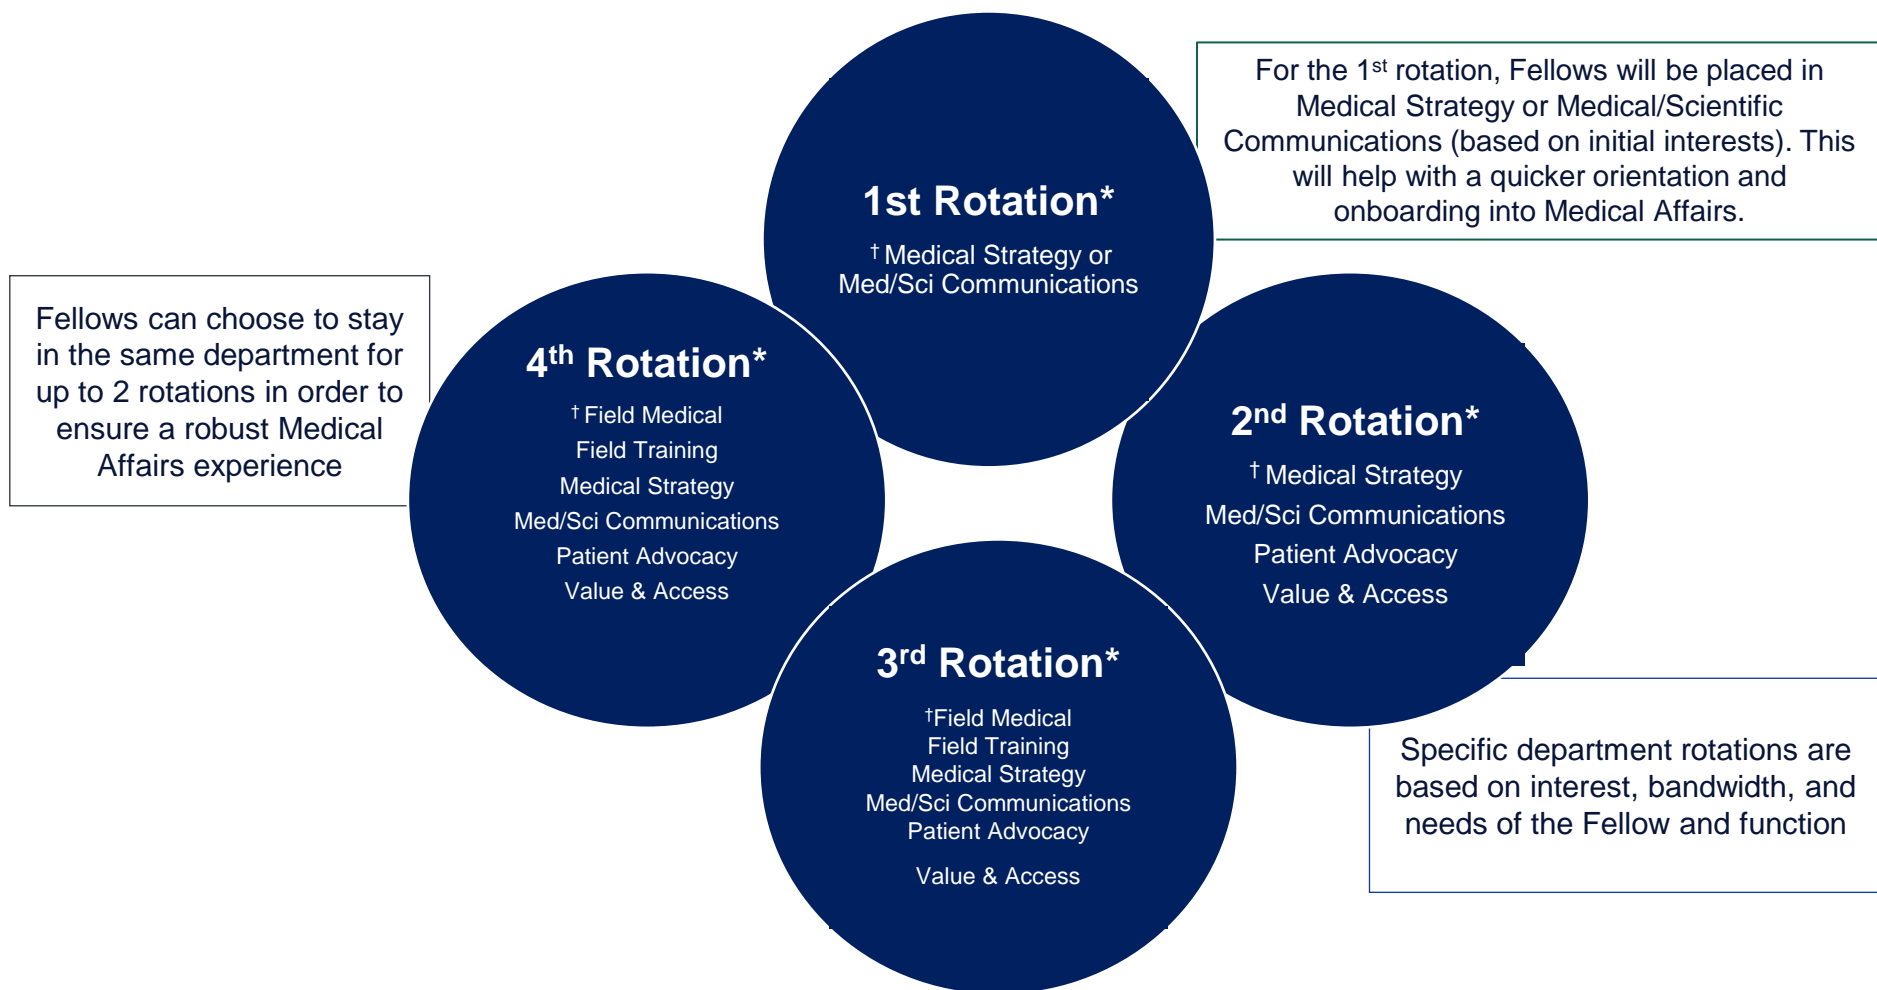 1st Rotation*
† Medical Strategy or
Med/Sci Communications
For the 1st rotation, Fellows will be placed in
Medical Strategy or Medical/Scientific
Communications (based on initial interests). This
will help with a quicker orientation and
onboarding into Medical Affairs.
Fellows can choose to stay
in the same department for
up to 2 rotations in order to
ensure a robust Medical
Affairs experience
4th Rotation*
† Field Medical
Field Training
Medical Strategy
Med/Sci Communications
Patient Advocacy
Value & Access
2nd Rotation*
† Medical Strategy
Med/Sci Communications
Patient Advocacy
Value & Access
3rd Rotation*
†Field Medical
Field Training
Medical Strategy
Med/Sci Communications
Patient Advocacy
Value & Access
Specific department rotations are
based on interest, bandwidth, and
needs of the Fellow and function